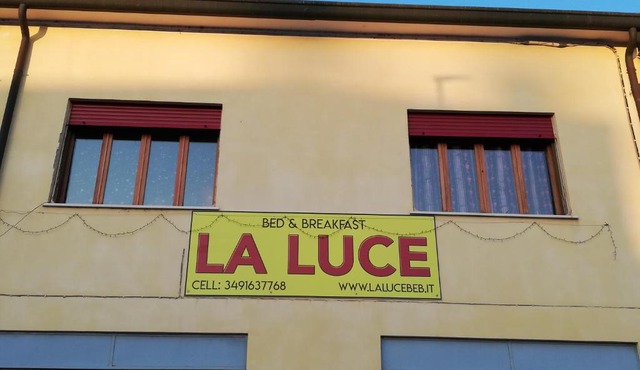 BED & BREAKFAST
LA LUCE
CELL: 3491637768 WWW.LALUCEBEB.IT